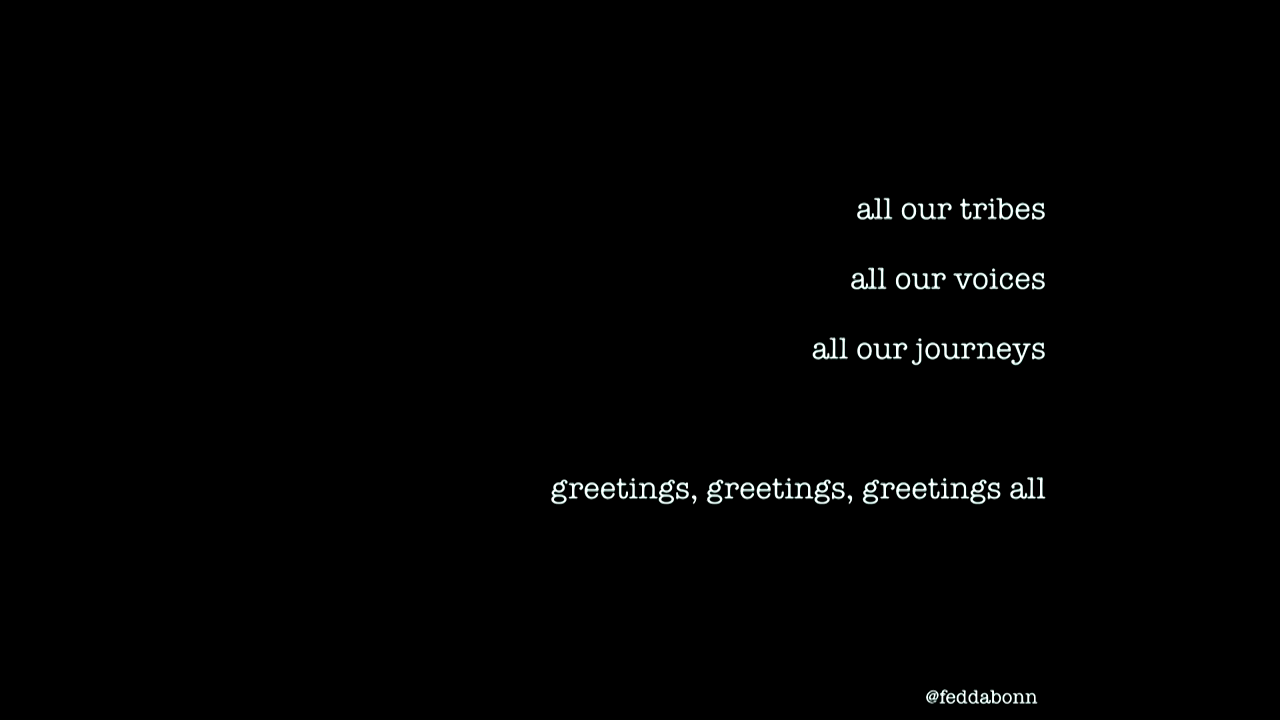 all our tribes
all our voices
all our journeys
greetings, greetings, greetings all
@feddabonn